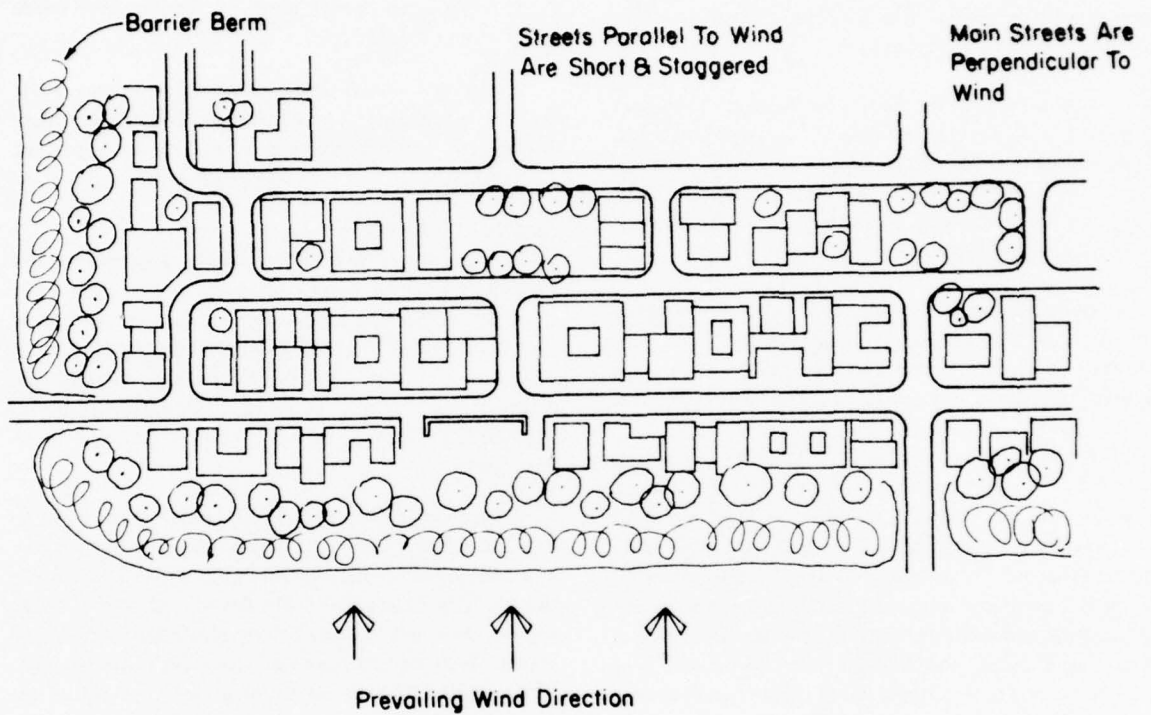 Barrier Berm
Streets Parallel To Wind
Are Short & Staggered
Main Streets Are
Perpendicular To
Wind
Prevailing Wind Direction